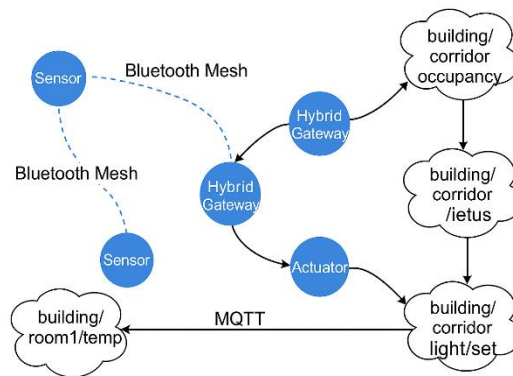 building/
corridor
occupancy
Sensor
Bluetooth Mesh
Hybrid
Gateway
Bluetooth Mesh
Hybrid
Gateway
building/
corridor
/ietus
Sensor
Actuator
building/
room1/temp
MQTT
building/
corridor
light/set